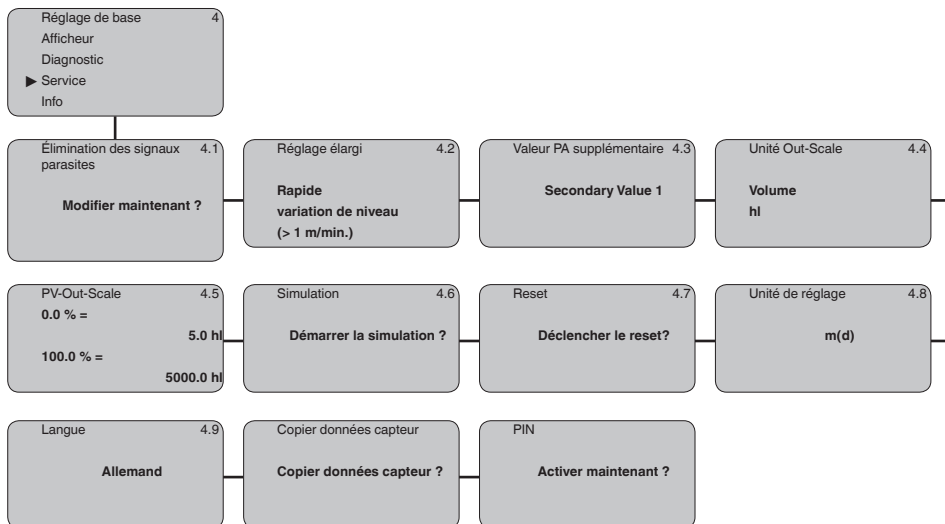 Réglage de base 4
Afficheur
Diagnostic
▶ Service
Info
Élimination des signaux 4.1
parasites
Modifier maintenant ?
Réglage élargi 4.2
Rapide
variation de niveau
(> 1 m/min.)
Valeur PA supplémentaire 4.3
Secondary Value 1
Unité Out-Scale 4.4
Volume
hl
PV-Out-Scale 4.5
0.0 % =
5.0 hl
100.0 % =
5000.0 hl
Simulation 4.6
Démarrer la simulation ?
Reset 4.7
Déclencher le reset?
Unité de réglage 4.8
m(d)
Langue 4.9
Allemand
Copier données capteur
Copier données capteur ?
PIN
Activer maintenant ?